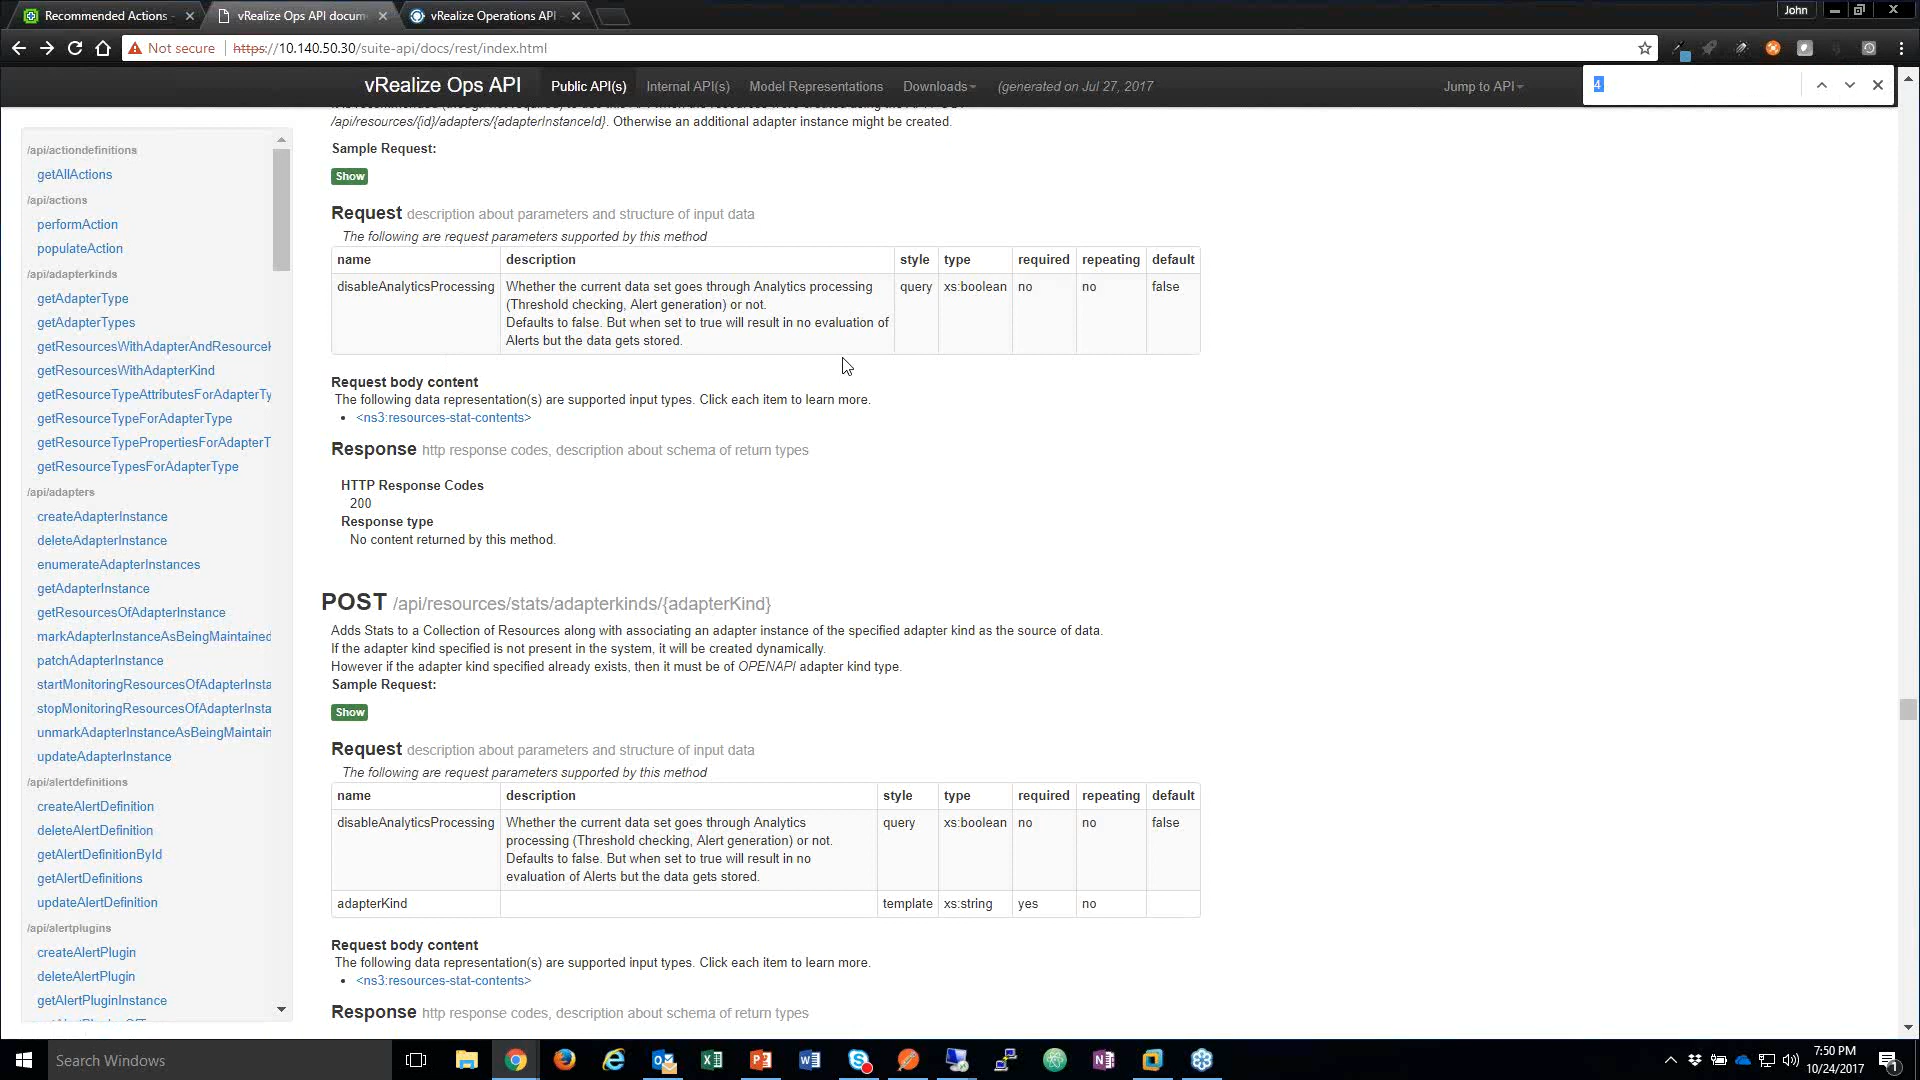 Recommended Actions -
vRealize Ops API docum
vRealize Operations API
John
Not secure
https://10.140.50.30/suite-api/docs/rest/index.html
vRealize Ops API
Public API(s)
Internal API(s)
Model Representations
Downloads
(generated on Jul 27, 2017
Jump to API
4
/api/resources/{id}/adapters/{adapterInstanceId}. Otherwise an additional adapter instance might be created.
Sample Request:
Show
Request description about parameters and structure of input data
The following are request parameters supported by this method
name description style type required repeating default
disableAnalyticsProcessing Whether the current data set goes through Analytics processing query xs:boolean no no false
(Threshold checking, Alert generation) or not.
Defaults to false. But when set to true will result in no evaluation of
Alerts but the data gets stored.
Request body content
The following data representation(s) are supported input types. Click each item to learn more.
• <ns3:resources-stat-contents>
Response http response codes, description about schema of return types
HTTP Response Codes
200
Response type
No content returned by this method.
POST /api/resources/stats/adapterkinds/{adapterKind}
Adds Stats to a Collection of Resources along with associating an adapter instance of the specified adapter kind as the source of data.
If the adapter kind specified is not present in the system, it will be created dynamically.
However if the adapter kind specified already exists, then it must be of OPENAPI adapter kind type.
Sample Request:
Show
Request description about parameters and structure of input data
The following are request parameters supported by this method
name description style type required repeating default
disableAnalyticsProcessing Whether the current data set goes through Analytics query xs:boolean no no false
processing (Threshold checking, Alert generation) or not.
Defaults to false. But when set to true will result in no
evaluation of Alerts but the data gets stored.
adapterKind template xs:string yes no
Request body content
The following data representation(s) are supported input types. Click each item to learn more.
• <ns3:resources-stat-contents>
Response http response codes, description about schema of return types
/api/actiondefinitions
getAllActions
/api/actions
performAction
populateAction
/api/adapterkinds
getAdapterType
getAdapterTypes
getResourcesWithAdapterAndResourceK
getResourcesWithAdapterKind
getResourceTypeAttributesForAdapterTy
getResourceTypeForAdapterType
getResourceTypePropertiesForAdapterT
getResourceTypesForAdapterType
/api/adapters
createAdapterInstance
deleteAdapterInstance
enumerateAdapterInstances
getAdapterInstance
getResourcesOfAdapterInstance
markAdapterInstanceAsBeingMaintained
patchAdapterInstance
startMonitoringResourcesOfAdapterInsta
stopMonitoringResourcesOfAdapterInsta
unmarkAdapterInstanceAsBeingMaintain
updateAdapterInstance
/api/alertdefinitions
createAlertDefinition
deleteAlertDefinition
getAlertDefinitionById
getAlertDefinitions
updateAlertDefinition
/api/alertplugins
createAlertPlugin
deleteAlertPlugin
getAlertPluginInstance
Search Windows
7:50 PM
10/24/2017
1